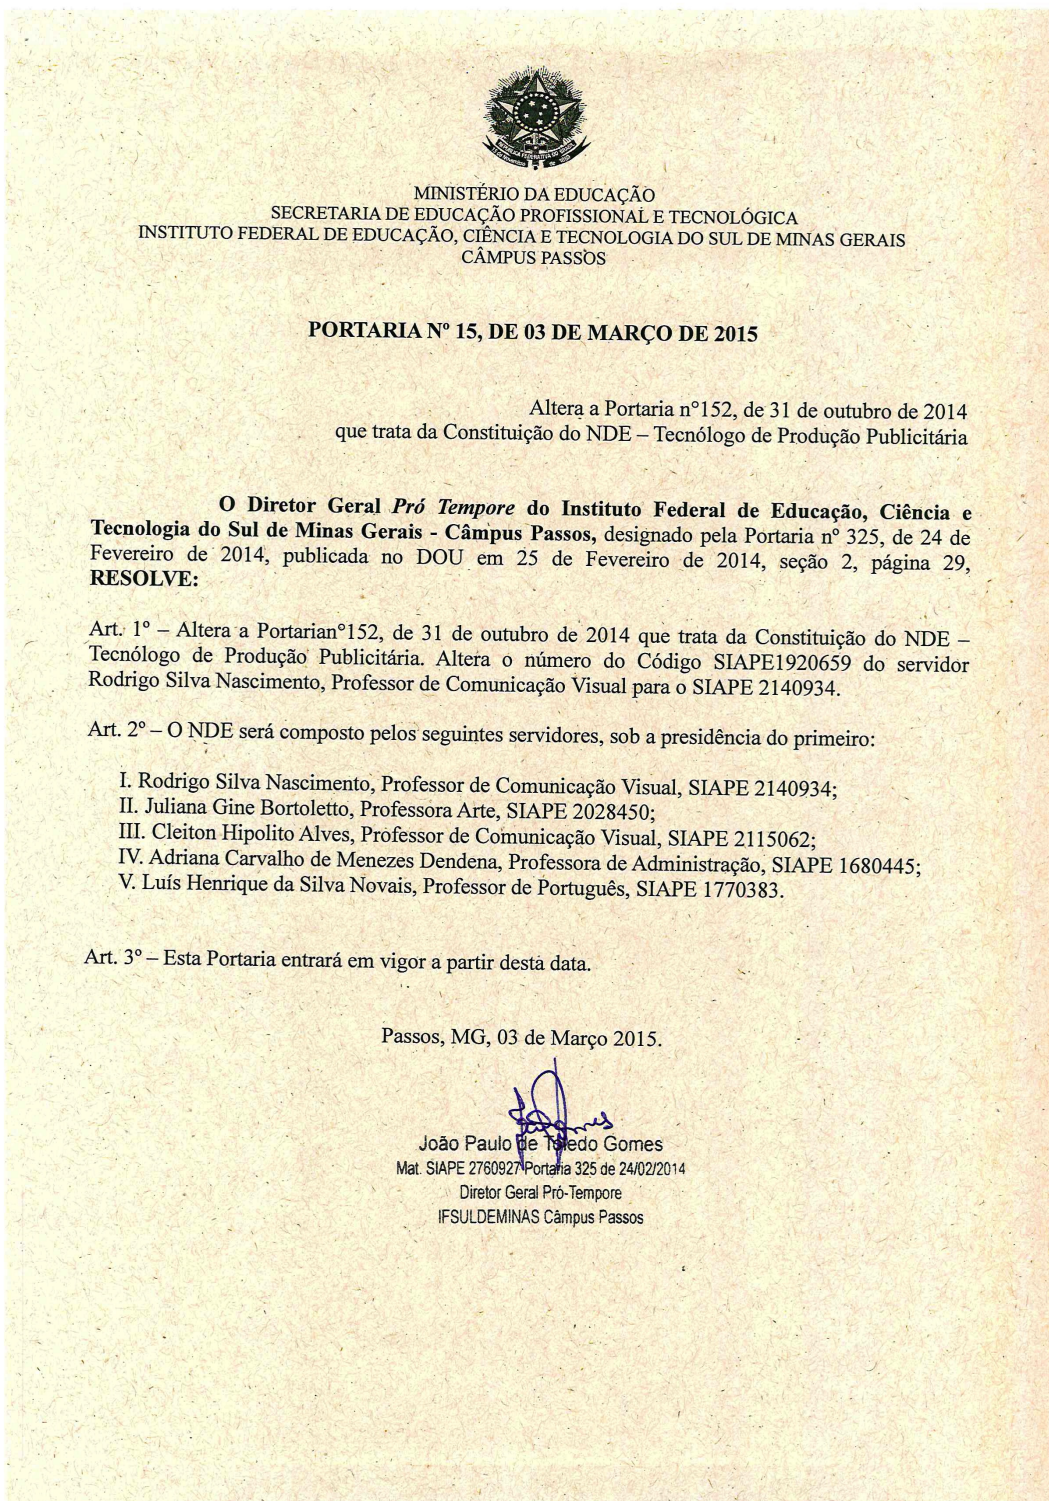 REPÚBLICA FEDERATIVA DO BRASIL
MINISTÉRIO DA EDUCAÇÃO
SECRETARIA DE EDUCAÇÃO PROFISSIONAL E TECNOLÓGICA
INSTITUTO FEDERAL DE EDUCAÇÃO, CIÊNCIA E TECNOLOGIA DO SUL DE MINAS GERAIS
CÂMPUS PASSOS
PORTARIA Nº 15, DE 03 DE MARÇO DE 2015
Altera a Portaria n°152, de 31 de outubro de 2014
que trata da Constituição do NDE – Tecnólogo de Produção Publicitária
O Diretor Geral Pró Tempore do Instituto Federal de Educação, Ciência e
Tecnologia do Sul de Minas Gerais - Câmpus Passos, designado pela Portaria nº 325, de 24 de
Fevereiro de 2014, publicada no DOU em 25 de Fevereiro de 2014, seção 2, página 29,
RESOLVE:
Art. 1º – Altera a Portarian°152, de 31 de outubro de 2014 que trata da Constituição do NDE –
Tecnólogo de Produção Publicitária. Altera o número do Código SIAPE1920659 do servidor
Rodrigo Silva Nascimento, Professor de Comunicação Visual para o SIAPE 2140934.
Art. 2º – O NDE será composto pelos seguintes servidores, sob a presidência do primeiro:
I. Rodrigo Silva Nascimento, Professor de Comunicação Visual, SIAPE 2140934;
II. Juliana Gine Bortoletto, Professora Arte, SIAPE 2028450;
III. Cleiton Hipolito Alves, Professor de Comunicação Visual, SIAPE 2115062;
IV. Adriana Carvalho de Menezes Dendena, Professora de Administração, SIAPE 1680445;
V. Luís Henrique da Silva Novais, Professor de Português, SIAPE 1770383.
Art. 3º – Esta Portaria entrará em vigor a partir desta data.
Passos, MG, 03 de Março 2015.
João Paulo de Toledo Gomes
Mat. SIAPE 2760927 Portaria 325 de 24/02/2014
Diretor Geral Pró-Tempore
IFSULDEMINAS Câmpus Passos